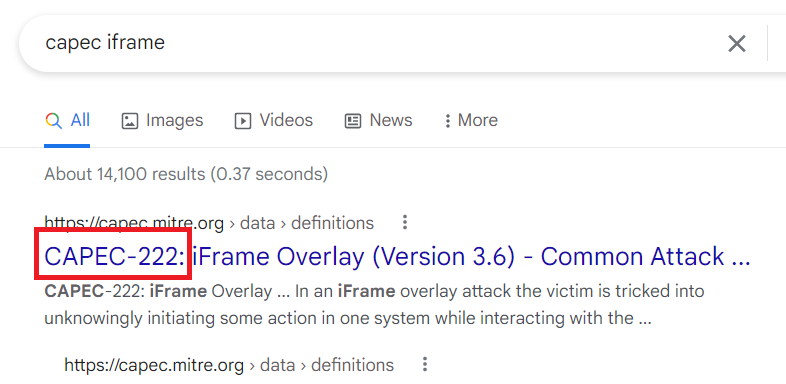 capec iframe
All Images Videos News More
About 14,100 results (0.37 seconds)
https://capec.mitre.org › data › definitions
CAPEC-222: iFrame Overlay (Version 3.6) - Common Attack ...
CAPEC-222: iFrame Overlay ... In an iFrame overlay attack the victim is tricked into
unknowingly initiating some action in one system while interacting with the ...
https://capec.mitre.org › data › definitions